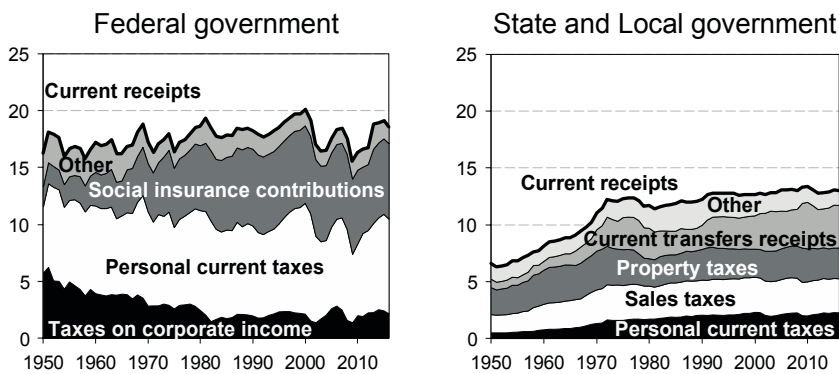 Federal government
25
20
15
10
5
0
Current receipts
Other
Social insurance contributions
Personal current taxes
Taxes on corporate income
1950 1960 1970 1980 1990 2000 2010
State and Local government
25
20
15
10
5
0
Current receipts
Other
Current transfers receipts
Property taxes
Sales taxes
Personal current taxes
1950 1960 1970 1980 1990 2000 2010